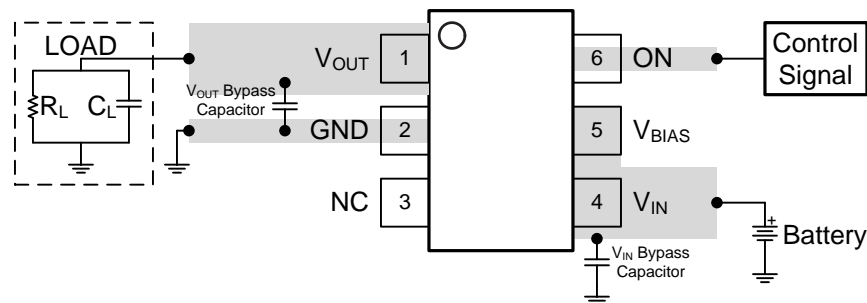 LOAD
R_L
C_L
V_OUT
V_OUT Bypass
Capacitor
GND
NC
1
2
3
6
5
4
ON
V_BIAS
V_IN
V_IN Bypass
Capacitor
Control
Signal
+
Battery